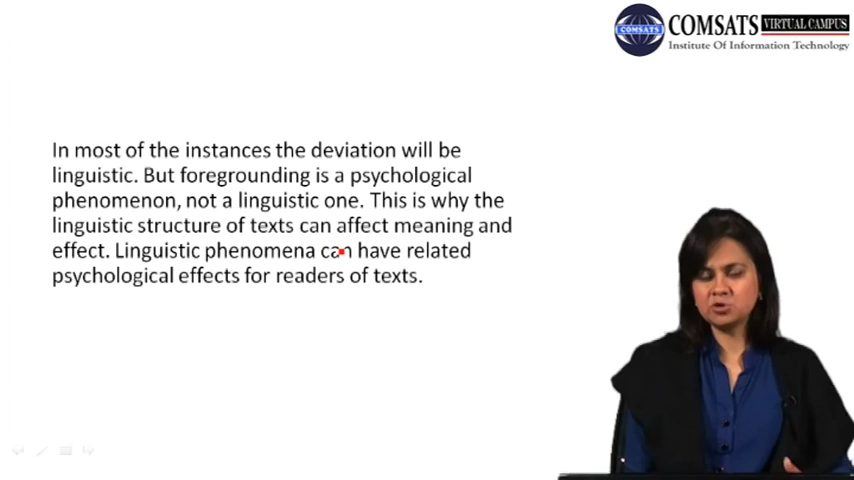 COMSATS VIRTUAL CAMPUS
COMSATS Institute Of Information Technology
In most of the instances the deviation will be
linguistic. But foregrounding is a psychological
phenomenon, not a linguistic one. This is why the
linguistic structure of texts can affect meaning and
effect. Linguistic phenomena can have related
psychological effects for readers of texts.